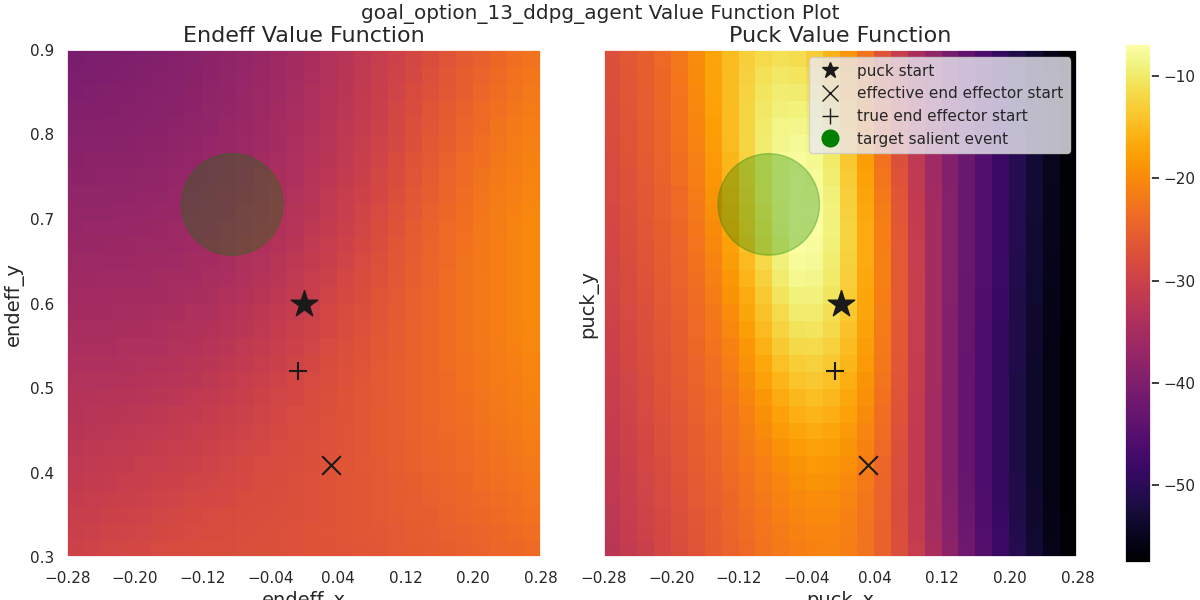 goal_option_13_ddpg_agent Value Function Plot
Endeff Value Function
Puck Value Function
0.9
0.8
0.7
0.6
0.5
0.4
0.3
endeff_y
−0.28 −0.20 −0.12 −0.04 0.04 0.12 0.20 0.28
endeff_x
puck_y
puck start
effective end effector start
true end effector start
target salient event
−0.28 −0.20 −0.12 −0.04 0.04 0.12 0.20 0.28
puck_x
−10
−20
−30
−40
−50